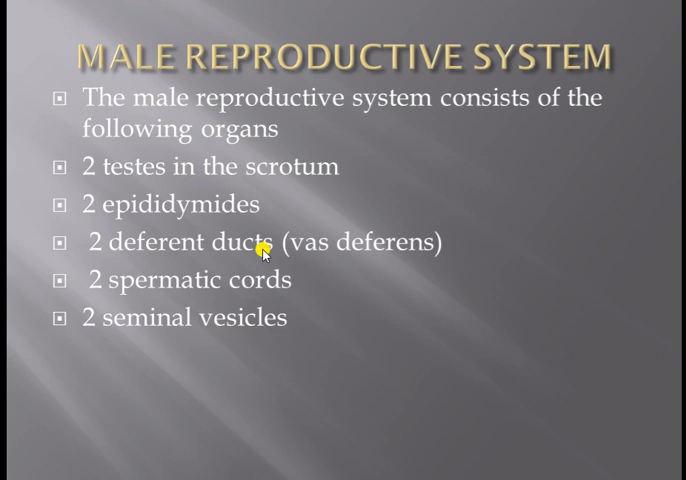 MALE REPRODUCTIVE SYSTEM
The male reproductive system consists of the
following organs
2 testes in the scrotum
2 epididymides
2 deferent ducts (vas deferens)
2 spermatic cords
2 seminal vesicles